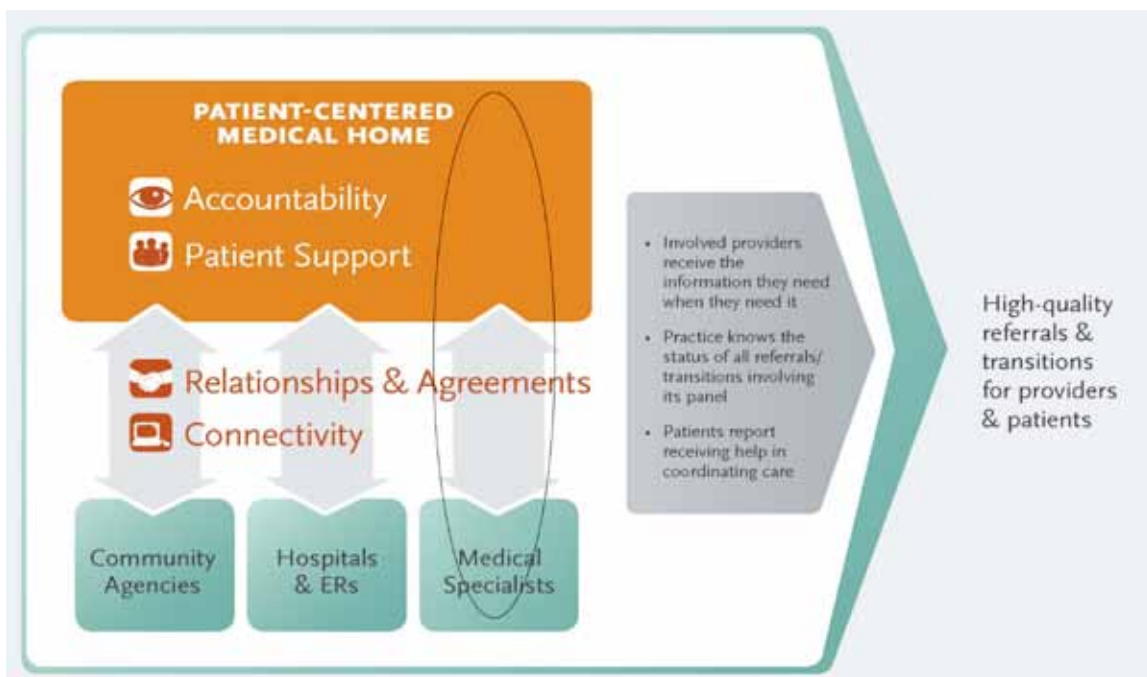 PATIENT-CENTERED
MEDICAL HOME
Accountability
Patient Support
Relationships & Agreements
Connectivity
Community
Agencies
Hospitals
& ERs
Medical
Specialists
• Involved providers
receive the
information they need
when they need it
• Practice knows the
status of all referrals/
transitions involving
its panel
• Patients report
receiving help in
coordinating care
High-quality
referrals &
transitions
for providers
& patients